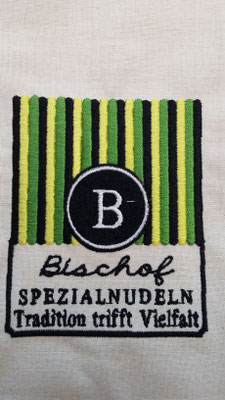 B
Bischof
SPEZIALNUDELN
Tradition trifft Vielfalt